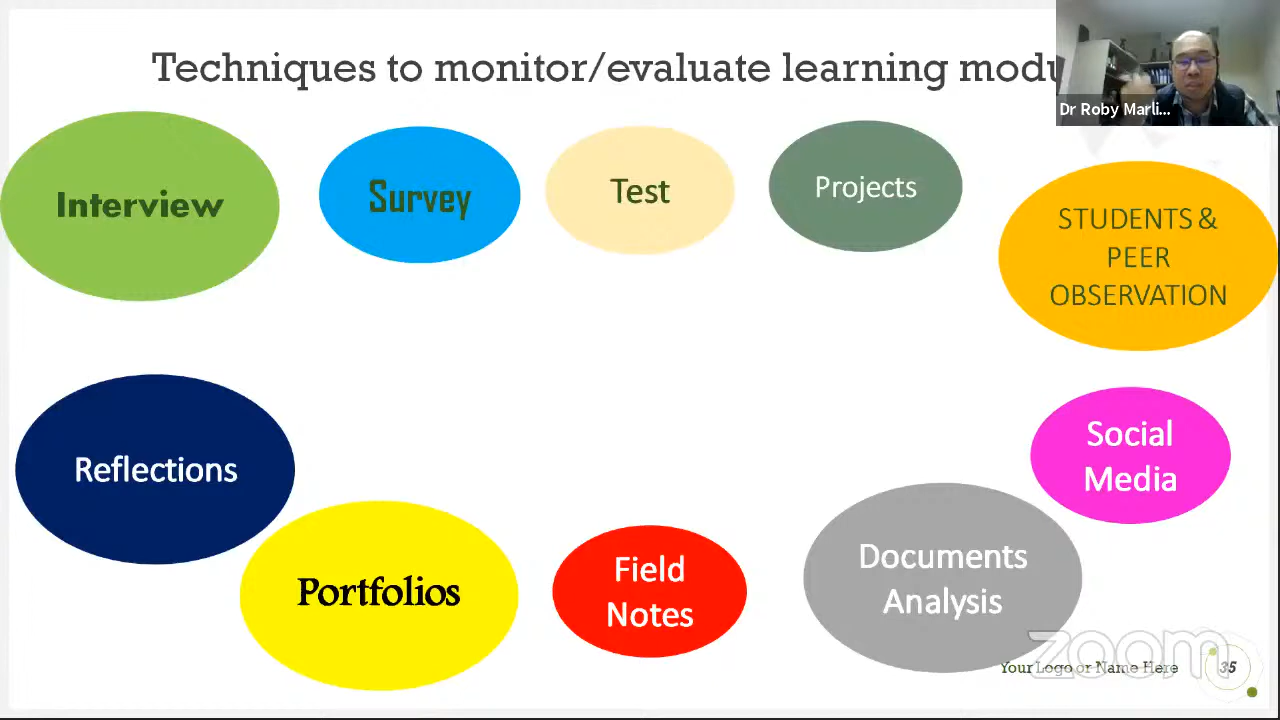 Techniques to monitor/evaluate learning modu
Dr Roby Marli...
Interview
Survey
Test
Projects
STUDENTS &
PEER
OBSERVATION
Reflections
Social
Media
Portfolios
Field
Notes
Documents
Analysis
zoom
Your Logo or Name Here
35